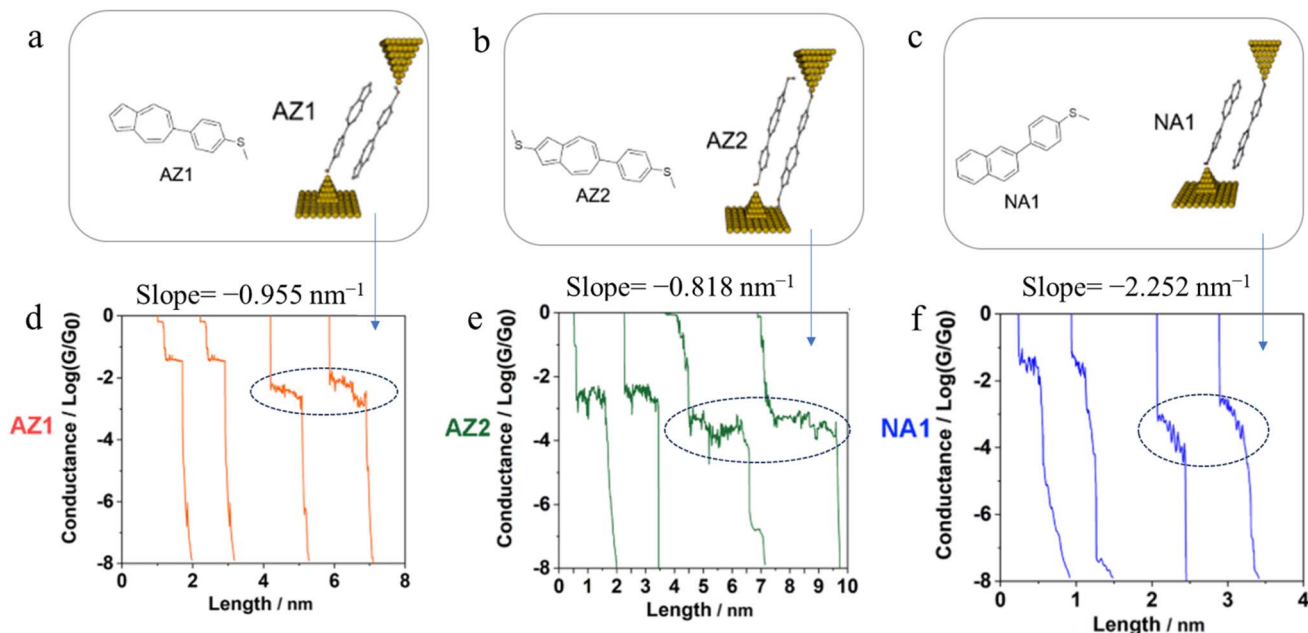 a
AZ1
S
AZ1
b
AZ2
S
S
AZ2
c
NA1
S
NA1
Slope= −0.955 nm⁻¹
Slope= −0.818 nm⁻¹
Slope= −2.252 nm⁻¹
d
AZ1
Conductance / Log(G/G₀)
0
-2
-4
-6
-8
0 2 4 6 8
Length / nm
e
AZ2
Conductance / Log(G/G₀)
0
-2
-4
-6
-8
0 1 2 3 4 5 6 7 8 9 10
Length / nm
f
NA1
Conductance / Log(G/G₀)
0
-2
-4
-6
-8
0 1 2 3 4
Length / nm